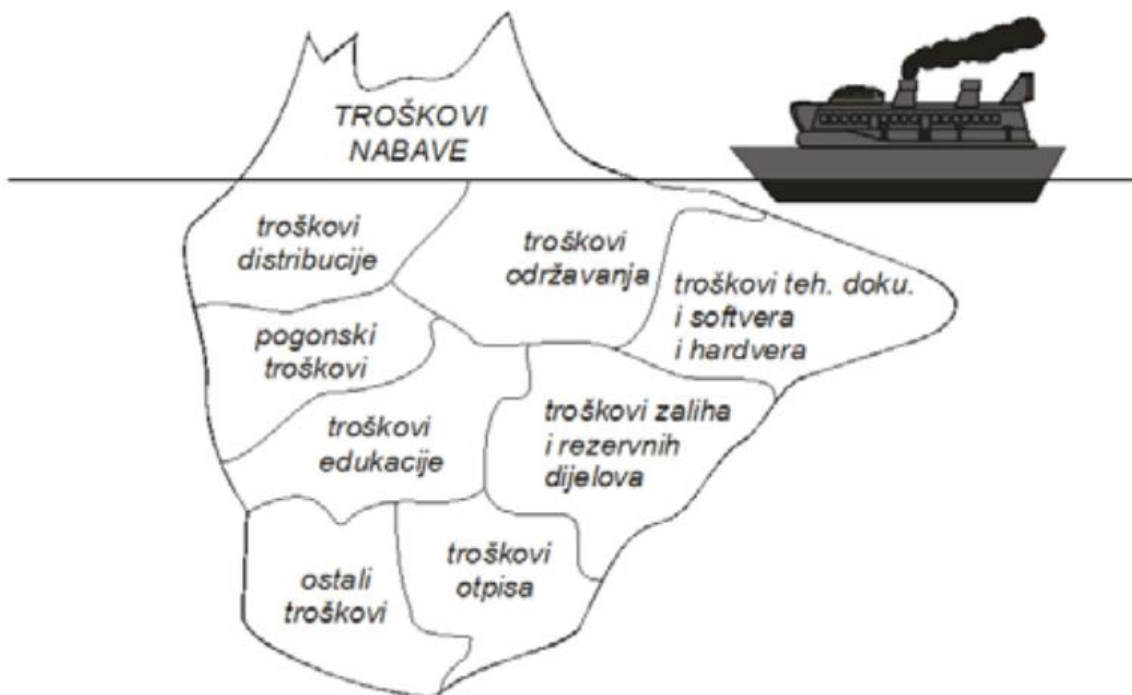 TROŠKOVI
NABAVE
troškovi
distribucije
troškovi
održavanja
troškovi teh. doku.
i softvera
i hardvera
pogonski
troškovi
troškovi
edukacije
troškovi zaliha
i rezervnih
dijelova
ostali
troškovi
troškovi
otpisa